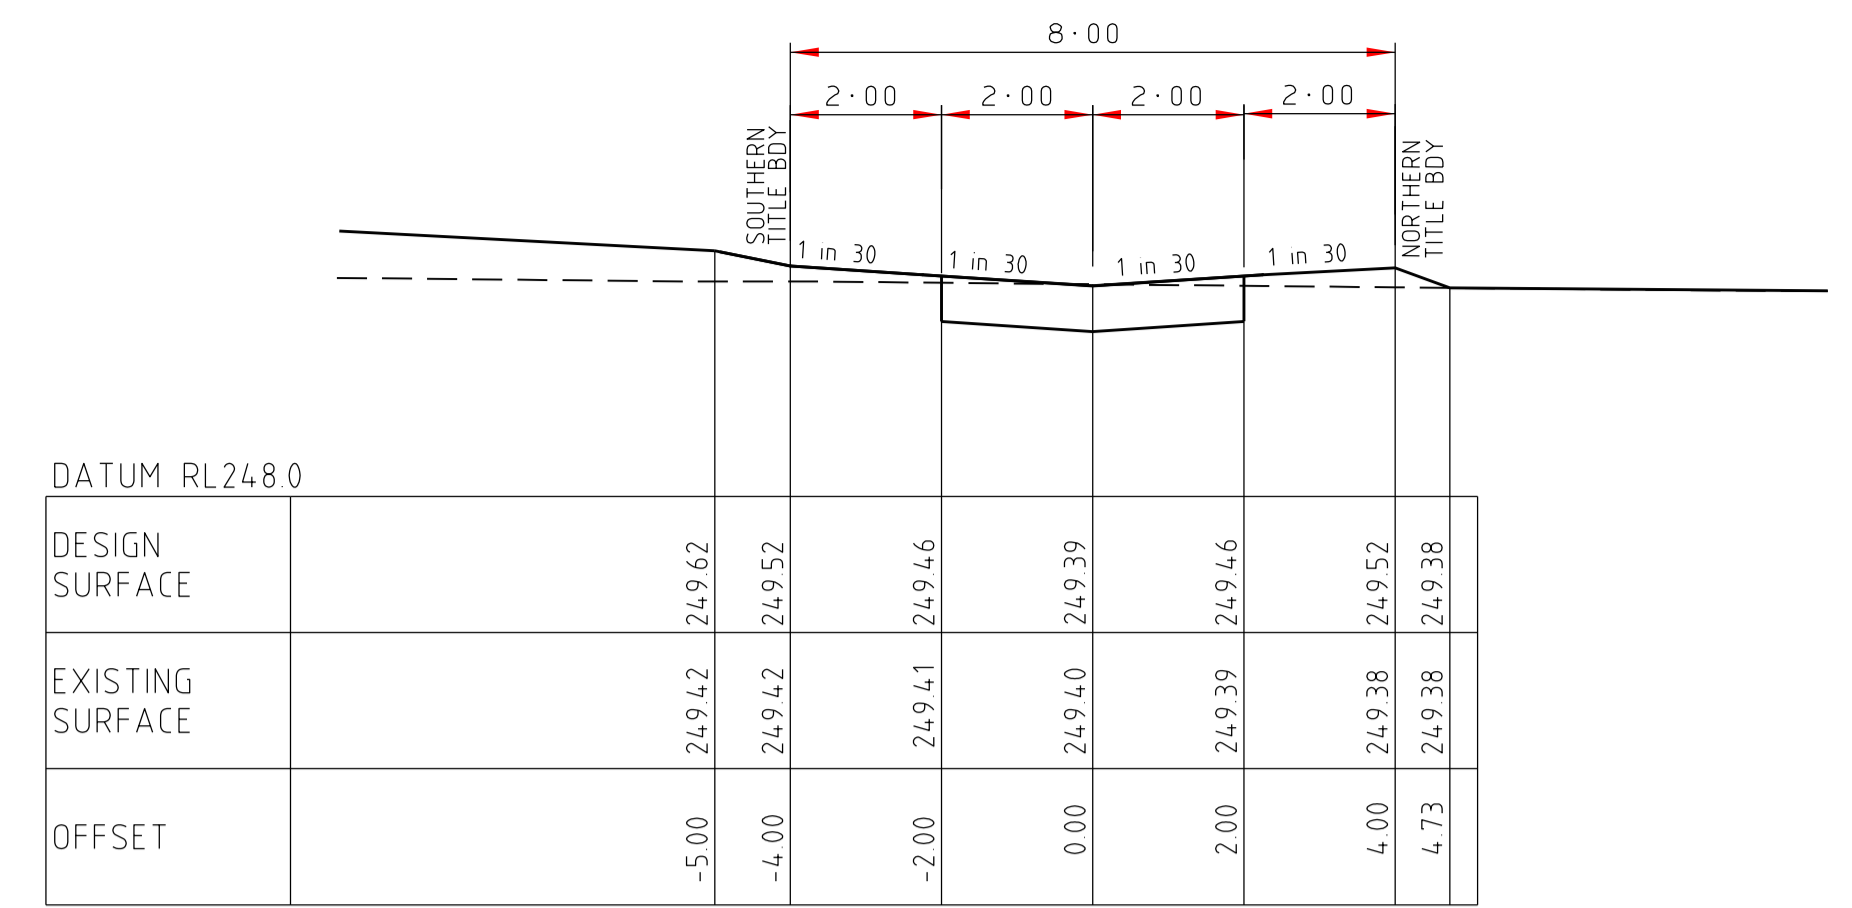 8·00
2·00 2·00 2·00 2·00
SOUTHERN
TITLE BDY
NORTHERN
TITLE BDY
1 in 30 1 in 30 1 in 30 1 in 30
DATUM RL248.0
DESIGN
SURFACE
249.62 249.52 249.46 249.39 249.46 249.52 249.38
EXISTING
SURFACE
249.42 249.42 249.41 249.40 249.39 249.38 249.38
OFFSET
-5.00 -4.00 -2.00 0.00 2.00 4.00 4.73